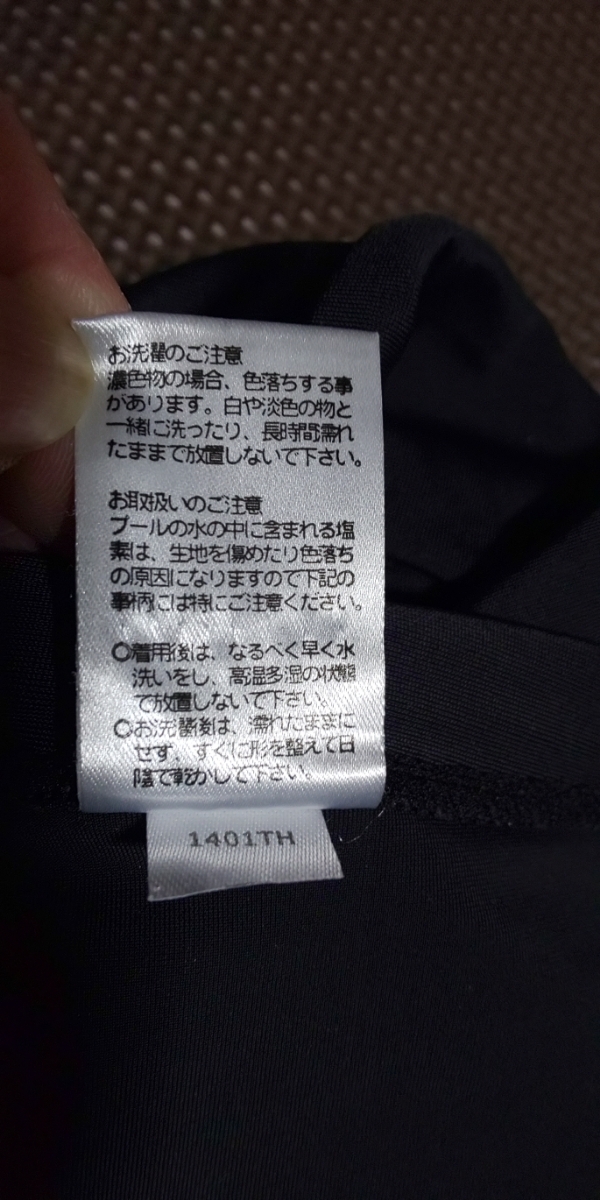 お洗濯のご注意
濃色物の場合、色落ちする事
があります。白や淡色の物と
一緒に洗ったり、長時間濡れ
たままで放置しないで下さい。
お取扱いのご注意
プールの水の中に含まれる塩
素は、生地を傷めたり色落ち
の原因になりますので下記の
事柄には特にご注意ください。
○着用後は、なるべく早く水
洗いをし、高温多湿の状態
で放置しないで下さい。
○お洗濯後は、濡れたままに
せず、すぐに形を整えて日
陰で乾かして下さい。
1401TH